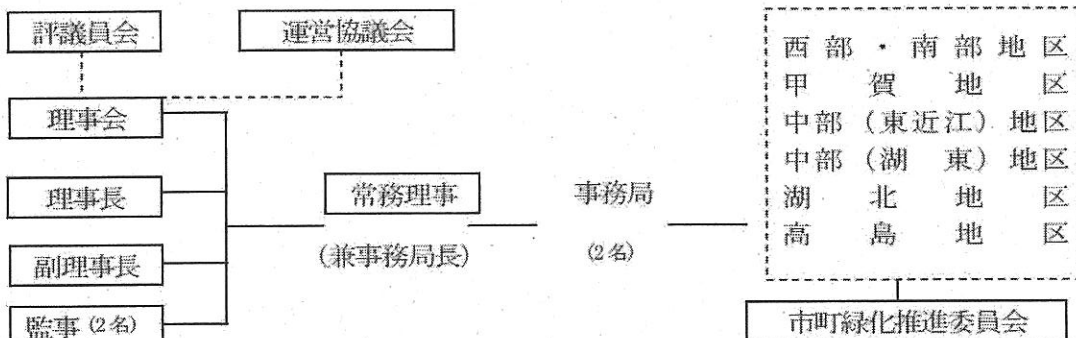 評議員会
運営協議会
理事会
理事長
副理事長
監事 (2名)
常務理事
(兼事務局長)
事務局
(2名)
西部・南部地区
甲賀地区
中部(東近江)地区
中部(湖東)地区
湖北地区
高島地区
市町緑化推進委員会